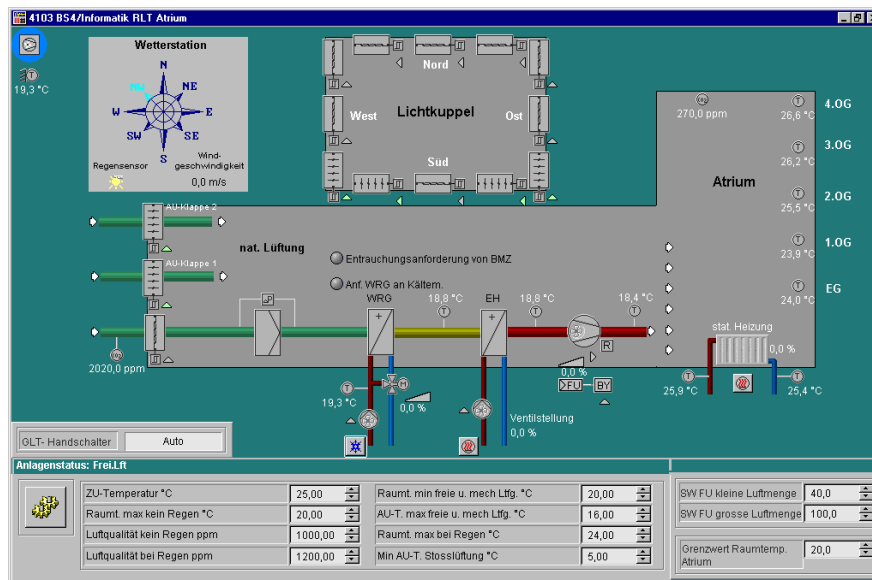 4103 BS4/Informatik RLT Atrium
Wetterstation
N
NW
NE
W
E
SW
SE
S
Regensensor
Wind-
geschwindigkeit
0,0 m/s
T
19,3 °C
Nord
West
Lichtkuppel
Ost
Süd
CO2
270,0 ppm
Atrium
T
26,6 °C
4.OG
T
26,2 °C
3.OG
T
25,5 °C
2.OG
T
23,9 °C
1.OG
T
24,0 °C
EG
AU-Klappe 2
AU-Klappe 1
nat. Lüftung
Entrauchungsanforderung von BMZ
Anf. WRG an Kältern.
WRG
18,8 °C
T
EH
18,8 °C
T
18,4 °C
T
P
+
+
R
0,0 %
FU
BY
CO2
2020,0 ppm
T
19,3 °C
M
0,0 %
Ventilstellung
0,0 %
stat. Heizung
0,0 %
T
25,9 °C
T
25,4 °C
GLT- Handschalter
Auto
Anlagenstatus: Frei.Lft
ZU-Temperatur °C
25,00
Raumt. max kein Regen °C
20,00
Luftqualität kein Regen ppm
1000,00
Luftqualität bei Regen ppm
1200,00
Raumt. min freie u. mech Ltfg. °C
20,00
AU-T. max freie u. mech Ltfg. °C
16,00
Raumt. max bei Regen °C
24,00
Min AU-T. Stosslüftung °C
5,00
SW FU kleine Luftmenge
40,0
SW FU grosse Luftmenge
100,0
Grenzwert Raumtemp.
Atrium
20,0